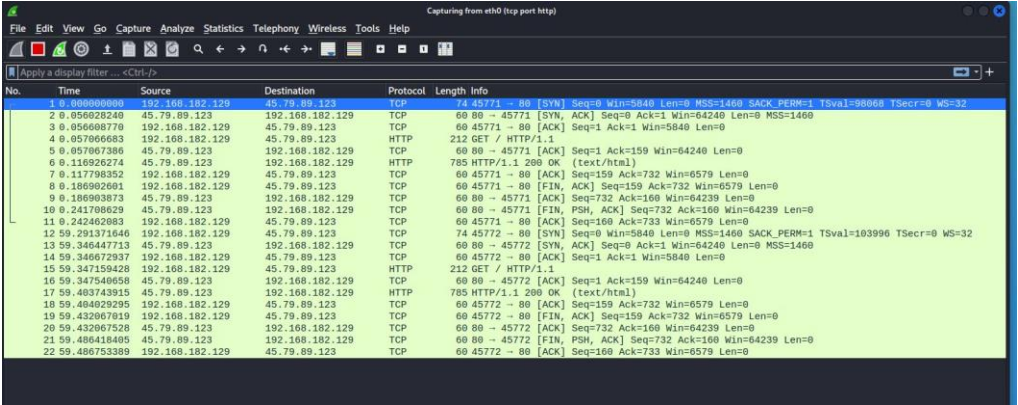 Capturing from eth0 (tcp port http)
File Edit View Go Capture Analyze Statistics Telephony Wireless Tools Help
Apply a display filter ... <Ctrl-/>
No. Time Source Destination Protocol Length Info
1 0.000000000 192.168.182.129 45.79.89.123 TCP 74 45771 → 80 [SYN] Seq=0 Win=5840 Len=0 MSS=1460 SACK_PERM=1 TSval=98068 TSecr=0 WS=32
2 0.056028240 45.79.89.123 192.168.182.129 TCP 60 80 → 45771 [SYN, ACK] Seq=0 Ack=1 Win=64240 Len=0 MSS=1460
3 0.056608770 192.168.182.129 45.79.89.123 TCP 60 45771 → 80 [ACK] Seq=1 Ack=1 Win=5840 Len=0
4 0.057066683 192.168.182.129 45.79.89.123 HTTP 212 GET / HTTP/1.1
5 0.057067386 45.79.89.123 192.168.182.129 TCP 60 80 → 45771 [ACK] Seq=1 Ack=159 Win=64240 Len=0
6 0.116926274 45.79.89.123 192.168.182.129 HTTP 785 HTTP/1.1 200 OK (text/html)
7 0.117798352 192.168.182.129 45.79.89.123 TCP 60 45771 → 80 [ACK] Seq=159 Ack=732 Win=6579 Len=0
8 0.186902601 192.168.182.129 45.79.89.123 TCP 60 45771 → 80 [FIN, ACK] Seq=159 Ack=732 Win=6579 Len=0
9 0.186903873 45.79.89.123 192.168.182.129 TCP 60 80 → 45771 [ACK] Seq=732 Ack=160 Win=64239 Len=0
10 0.241708629 45.79.89.123 192.168.182.129 TCP 60 80 → 45771 [FIN, PSH, ACK] Seq=732 Ack=160 Win=64239 Len=0
11 0.242462083 192.168.182.129 45.79.89.123 TCP 60 45771 → 80 [ACK] Seq=160 Ack=733 Win=6579 Len=0
12 59.291371646 192.168.182.129 45.79.89.123 TCP 74 45772 → 80 [SYN] Seq=0 Win=5840 Len=0 MSS=1460 SACK_PERM=1 TSval=103996 TSecr=0 WS=32
13 59.346447713 45.79.89.123 192.168.182.129 TCP 60 80 → 45772 [SYN, ACK] Seq=0 Ack=1 Win=64240 Len=0 MSS=1460
14 59.346672937 192.168.182.129 45.79.89.123 TCP 60 45772 → 80 [ACK] Seq=1 Ack=1 Win=5840 Len=0
15 59.347159428 192.168.182.129 45.79.89.123 HTTP 212 GET / HTTP/1.1
16 59.347540658 45.79.89.123 192.168.182.129 TCP 60 80 → 45772 [ACK] Seq=1 Ack=159 Win=64240 Len=0
17 59.403743915 45.79.89.123 192.168.182.129 HTTP 785 HTTP/1.1 200 OK (text/html)
18 59.404029295 192.168.182.129 45.79.89.123 TCP 60 45772 → 80 [ACK] Seq=159 Ack=732 Win=6579 Len=0
19 59.432067019 192.168.182.129 45.79.89.123 TCP 60 45772 → 80 [FIN, ACK] Seq=159 Ack=732 Win=6579 Len=0
20 59.432067528 45.79.89.123 192.168.182.129 TCP 60 80 → 45772 [ACK] Seq=732 Ack=160 Win=64239 Len=0
21 59.486418405 45.79.89.123 192.168.182.129 TCP 60 80 → 45772 [FIN, PSH, ACK] Seq=732 Ack=160 Win=64239 Len=0
22 59.486753389 192.168.182.129 45.79.89.123 TCP 60 45772 → 80 [ACK] Seq=160 Ack=733 Win=6579 Len=0